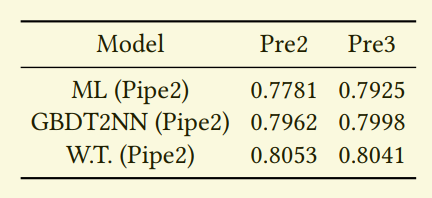 Model Pre2 Pre3
ML (Pipe2) 0.7781 0.7925
GBDT2NN (Pipe2) 0.7962 0.7998
W.T. (Pipe2) 0.8053 0.8041